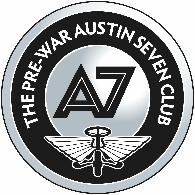 THE PRE-WAR AUSTIN SEVEN CLUB
A7